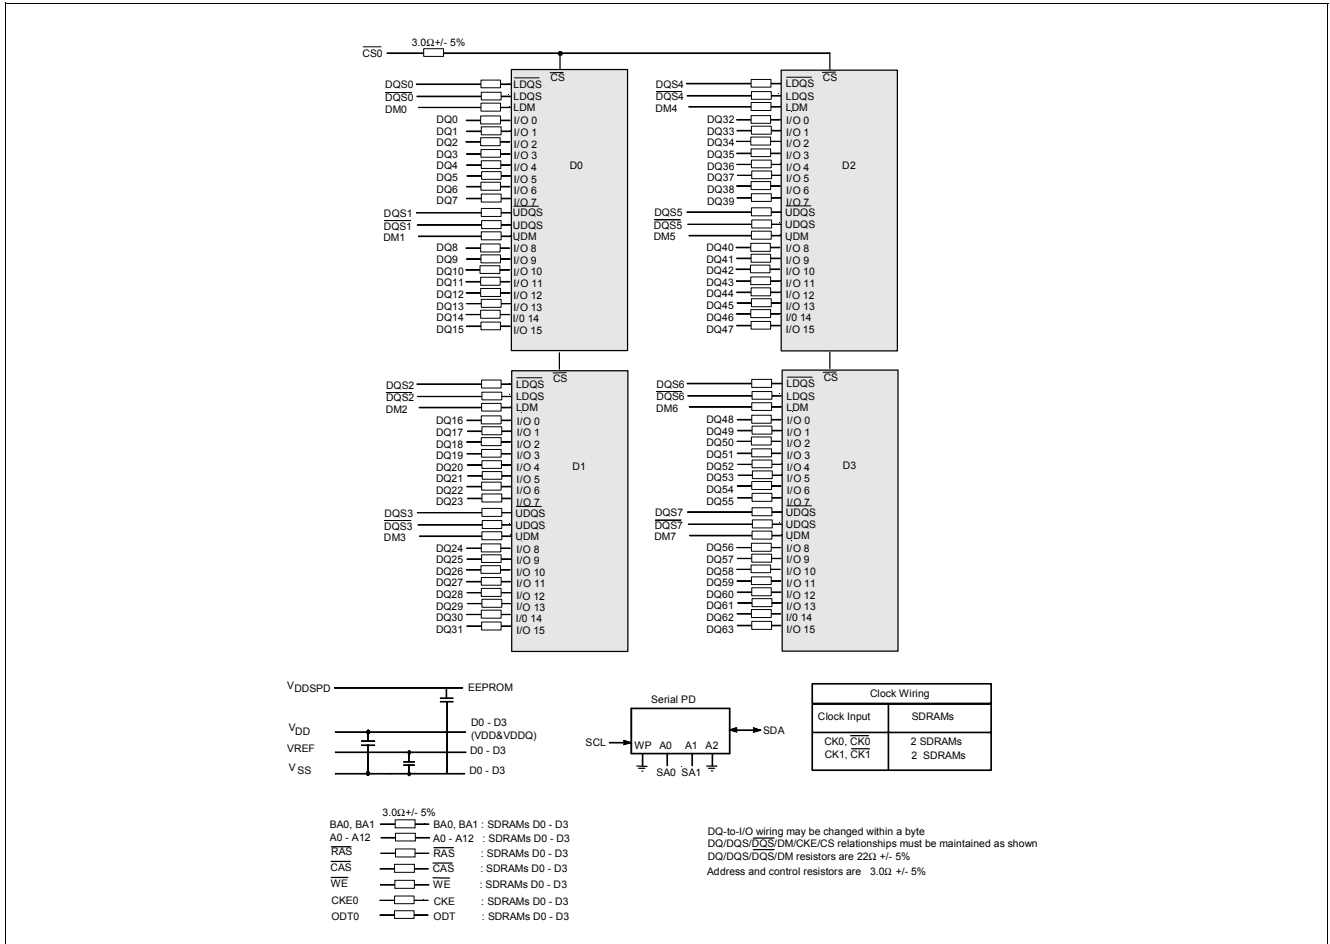 CS0 3.0Ω+/- 5%
CS
DQS0 LDQS
DQS0 LDQS
DM0 LDM
DQ0 I/O 0
DQ1 I/O 1
DQ2 I/O 2
DQ3 I/O 3
DQ4 I/O 4
DQ5 I/O 5
DQ6 I/O 6
DQ7 I/O 7
D0
DQS1 UDQS
DQS1 UDQS
DM1 UDM
DQ8 I/O 8
DQ9 I/O 9
DQ10 I/O 10
DQ11 I/O 11
DQ12 I/O 12
DQ13 I/O 13
DQ14 I/0 14
DQ15 I/O 15
CS
DQS4 LDQS
DQS4 LDQS
DM4 LDM
DQ32 I/O 0
DQ33 I/O 1
DQ34 I/O 2
DQ35 I/O 3
DQ36 I/O 4
DQ37 I/O 5
DQ38 I/O 6
DQ39 I/O 7
D2
DQS5 UDQS
DQS5 UDQS
DM5 UDM
DQ40 I/O 8
DQ41 I/O 9
DQ42 I/O 10
DQ43 I/O 11
DQ44 I/O 12
DQ45 I/O 13
DQ46 I/0 14
DQ47 I/O 15
CS
DQS2 LDQS
DQS2 LDQS
DM2 LDM
DQ16 I/O 0
DQ17 I/O 1
DQ18 I/O 2
DQ19 I/O 3
DQ20 I/O 4
DQ21 I/O 5
DQ22 I/O 6
DQ23 I/O 7
D1
DQS3 UDQS
DQS3 UDQS
DM3 UDM
DQ24 I/O 8
DQ25 I/O 9
DQ26 I/O 10
DQ27 I/O 11
DQ28 I/O 12
DQ29 I/O 13
DQ30 I/0 14
DQ31 I/O 15
CS
DQS6 LDQS
DQS6 LDQS
DM6 LDM
DQ48 I/O 0
DQ49 I/O 1
DQ50 I/O 2
DQ51 I/O 3
DQ52 I/O 4
DQ53 I/O 5
DQ54 I/O 6
DQ55 I/O 7
D3
DQS7 UDQS
DQS7 UDQS
DM7 UDM
DQ56 I/O 8
DQ57 I/O 9
DQ58 I/O 10
DQ59 I/O 11
DQ60 I/O 12
DQ61 I/O 13
DQ62 I/0 14
DQ63 I/O 15
VDDSPD EEPROM
VDD D0 - D3
(VDD&VDDQ)
VREF D0 - D3
VSS D0 - D3
Serial PD
SCL SDA
WP A0 A1 A2
SA0 SA1
Clock Wiring
Clock Input SDRAMs
CK0, CK0 2 SDRAMs
CK1, CK1 2 SDRAMs
3.0Ω+/- 5%
BA0, BA1 BA0, BA1 : SDRAMs D0 - D3
A0 - A12 A0 - A12 : SDRAMs D0 - D3
RAS RAS : SDRAMs D0 - D3
CAS CAS : SDRAMs D0 - D3
WE WE : SDRAMs D0 - D3
CKE0 CKE : SDRAMs D0 - D3
ODT0 ODT : SDRAMs D0 - D3
DQ-to-I/O wiring may be changed within a byte
DQ/DQS/DQS/DM/CKE/CS relationships must be maintained as shown
DQ/DQS/DQS/DM resistors are 22Ω +/- 5%
Address and control resistors are 3.0Ω +/- 5%